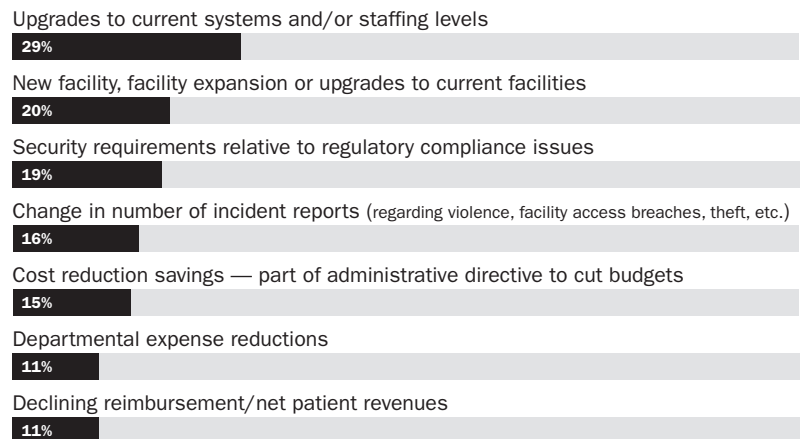 Upgrades to current systems and/or staffing levels
29%
New facility, facility expansion or upgrades to current facilities
20%
Security requirements relative to regulatory compliance issues
19%
Change in number of incident reports (regarding violence, facility access breaches, theft, etc.)
16%
Cost reduction savings — part of administrative directive to cut budgets
15%
Departmental expense reductions
11%
Declining reimbursement/net patient revenues
11%